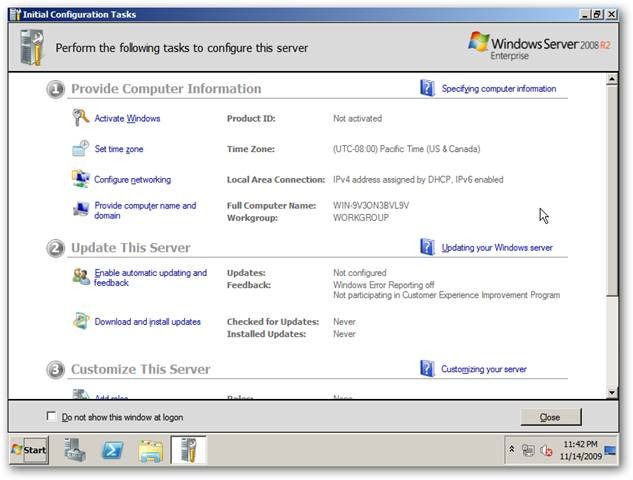 Initial Configuration Tasks
Perform the following tasks to configure this server
Windows Server 2008 R2
Enterprise
1 Provide Computer Information
Specifying computer information
Activate Windows Product ID: Not activated
Set time zone Time Zone: (UTC-08:00) Pacific Time (US & Canada)
Configure networking Local Area Connection: IPv4 address assigned by DHCP, IPv6 enabled
Provide computer name and domain Full Computer Name: WIN-9V3ON3BVL9V
Workgroup: WORKGROUP
2 Update This Server
Updating your Windows server
Enable automatic updating and feedback Updates: Not configured
Feedback: Windows Error Reporting off
Not participating in Customer Experience Improvement Program
Download and install updates Checked for Updates: Never
Installed Updates: Never
3 Customize This Server
Customizing your server
Add roles Roles: None
Do not show this window at logon
Close
Start
11:42 PM
11/14/2009